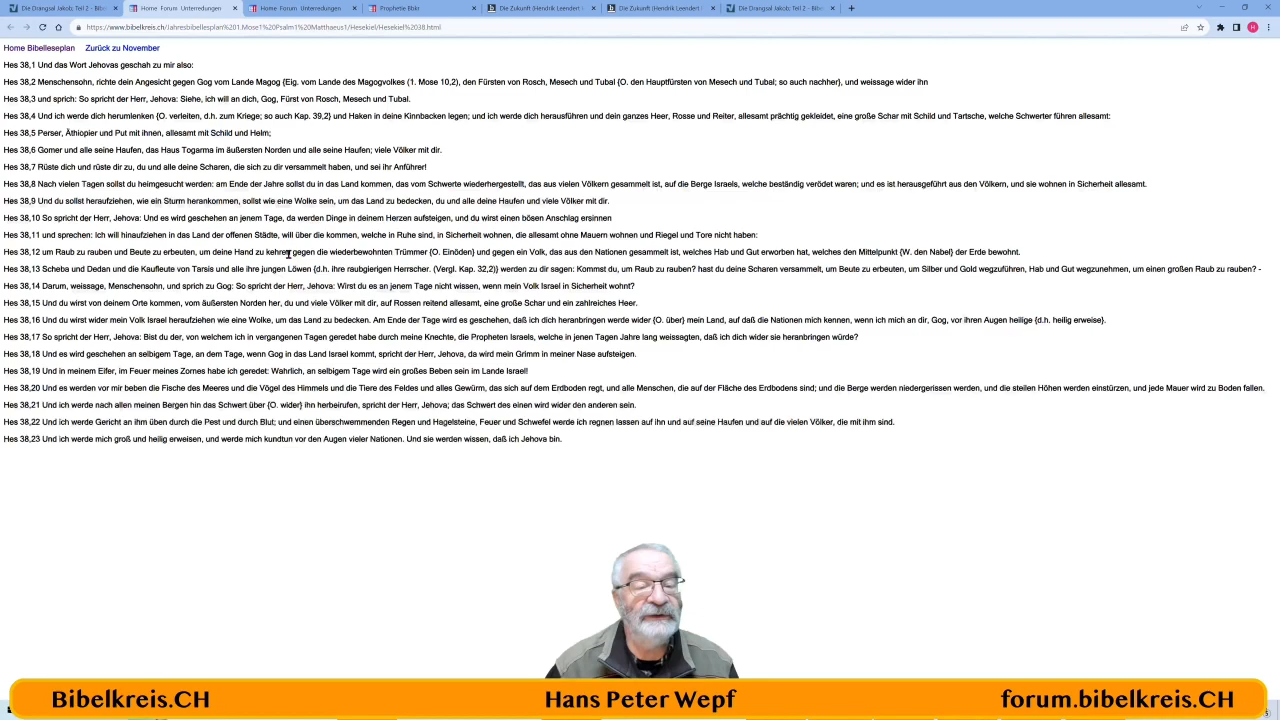 Die Drangsal Jakob; Teil 2 - Bib
Home Forum Unterredungen
Home Forum Unterredungen
Prophetie Bbkr
Die Zukunft (Hendrik Leendert
Die Zukunft (Hendrik Leendert
Die Drangsal Jakob; Teil 2 - Bib
https://www.bibelkreis.ch/Jahresbibellesplan%201.Mose1%20Psalm1%20Matthaeus1/Hesekiel/Hesekiel%2038.html
Home Bibelleseplan Zurück zu November
Hes 38,1 Und das Wort Jehovas geschah zu mir also:
Hes 38,2 Menschensohn, richte dein Angesicht gegen Gog vom Lande Magog {Eig. vom Lande des Magogvolkes (1. Mose 10,2), den Fürsten von Rosch, Mesech und Tubal {O. den Hauptfürsten von Mesech und Tubal; so auch nachher}, und weissage wider ihn
Hes 38,3 und sprich: So spricht der Herr, Jehova: Siehe, ich will an dich, Gog, Fürst von Rosch, Mesech und Tubal.
Hes 38,4 Und ich werde dich herumlenken {O. verleiten, d.h. zum Kriege; so auch Kap. 39,2} und Haken in deine Kinnbacken legen; und ich werde dich herausführen und dein ganzes Heer, Rosse und Reiter, allesamt prächtig gekleidet, eine große Schar mit Schild und Tartsche, welche Schwerter führen allesamt:
Hes 38,5 Perser, Äthiopier und Put mit ihnen, allesamt mit Schild und Helm;
Hes 38,6 Gomer und alle seine Haufen, das Haus Togarma im äußersten Norden und alle seine Haufen; viele Völker mit dir.
Hes 38,7 Rüste dich und rüste dir zu, du und alle deine Scharen, die sich zu dir versammelt haben, und sei ihr Anführer!
Hes 38,8 Nach vielen Tagen sollst du heimgesucht werden: am Ende der Jahre sollst du in das Land kommen, das vom Schwerte wiederhergestellt, das aus vielen Völkern gesammelt ist, auf die Berge Israels, welche beständig verödet waren; und es ist herausgeführt aus den Völkern, und sie wohnen in Sicherheit allesamt.
Hes 38,9 Und du sollst heraufziehen, wie ein Sturm herankommen, sollst wie eine Wolke sein, um das Land zu bedecken, du und alle deine Haufen und viele Völker mit dir.
Hes 38,10 So spricht der Herr, Jehova: Und es wird geschehen an jenem Tage, da werden Dinge in deinem Herzen aufsteigen, und du wirst einen bösen Anschlag ersinnen
Hes 38,11 und sprechen: Ich will hinaufziehen in das Land der offenen Städte, will über die kommen, welche in Ruhe sind, in Sicherheit wohnen, die allesamt ohne Mauern wohnen und Riegel und Tore nicht haben:
Hes 38,12 um Raub zu rauben und Beute zu erbeuten, um deine Hand zu kehren gegen die wiederbewohnten Trümmer {O. Einöden} und gegen ein Volk, das aus den Nationen gesammelt ist, welches Hab und Gut erworben hat, welches den Mittelpunkt {W. den Nabel} der Erde bewohnt.
Hes 38,13 Scheba und Dedan und die Kaufleute von Tarsis und alle ihre jungen Löwen {d.h. ihre raubgierigen Herrscher. (Vergl. Kap. 32,2)} werden zu dir sagen: Kommst du, um Raub zu rauben? hast du deine Scharen versammelt, um Beute zu erbeuten, um Silber und Gold wegzuführen, Hab und Gut wegzunehmen, um einen großen Raub zu rauben? -
Hes 38,14 Darum, weissage, Menschensohn, und sprich zu Gog: So spricht der Herr, Jehova: Wirst du es an jenem Tage nicht wissen, wenn mein Volk Israel in Sicherheit wohnt?
Hes 38,15 Und du wirst von deinem Orte kommen, vom äußersten Norden her, du und viele Völker mit dir, auf Rossen reitend allesamt, eine große Schar und ein zahlreiches Heer.
Hes 38,16 Und du wirst wider mein Volk Israel heraufziehen wie eine Wolke, um das Land zu bedecken. Am Ende der Tage wird es geschehen, daß ich dich heranbringen werde wider {O. über} mein Land, auf daß die Nationen mich kennen, wenn ich mich an dir, Gog, vor ihren Augen heilige {d.h. heilig erweise}.
Hes 38,17 So spricht der Herr, Jehova: Bist du der, von welchem ich in vergangenen Tagen geredet habe durch meine Knechte, die Propheten Israels, welche in jenen Tagen Jahre lang weissagten, daß ich dich wider sie heranbringen würde?
Hes 38,18 Und es wird geschehen an selbigem Tage, an dem Tage, wenn Gog in das Land Israel kommt, spricht der Herr, Jehova, da wird mein Grimm in meiner Nase aufsteigen.
Hes 38,19 Und in meinem Eifer, im Feuer meines Zornes habe ich geredet: Wahrlich, an selbigem Tage wird ein großes Beben sein im Lande Israel!
Hes 38,20 Und es werden vor mir beben die Fische des Meeres und die Vögel des Himmels und die Tiere des Feldes und alles Gewürm, das sich auf dem Erdboden regt, und alle Menschen, die auf der Fläche des Erdbodens sind; und die Berge werden niedergerissen werden, und die steilen Höhen werden einstürzen, und jede Mauer wird zu Boden fallen.
Hes 38,21 Und ich werde nach allen meinen Bergen hin das Schwert über {O. wider} ihn herbeirufen, spricht der Herr, Jehova; das Schwert des einen wird wider den anderen sein.
Hes 38,22 Und ich werde Gericht an ihm üben durch die Pest und durch Blut; und einen überschwemmenden Regen und Hagelsteine, Feuer und Schwefel werde ich regnen lassen auf ihn und auf seine Haufen und auf die vielen Völker, die mit ihm sind.
Hes 38,23 Und ich werde mich groß und heilig erweisen, und werde mich kundtun vor den Augen vieler Nationen. Und sie werden wissen, daß ich Jehova bin.
Bibelkreis.CH Hans Peter Wepf forum.bibelkreis.CH